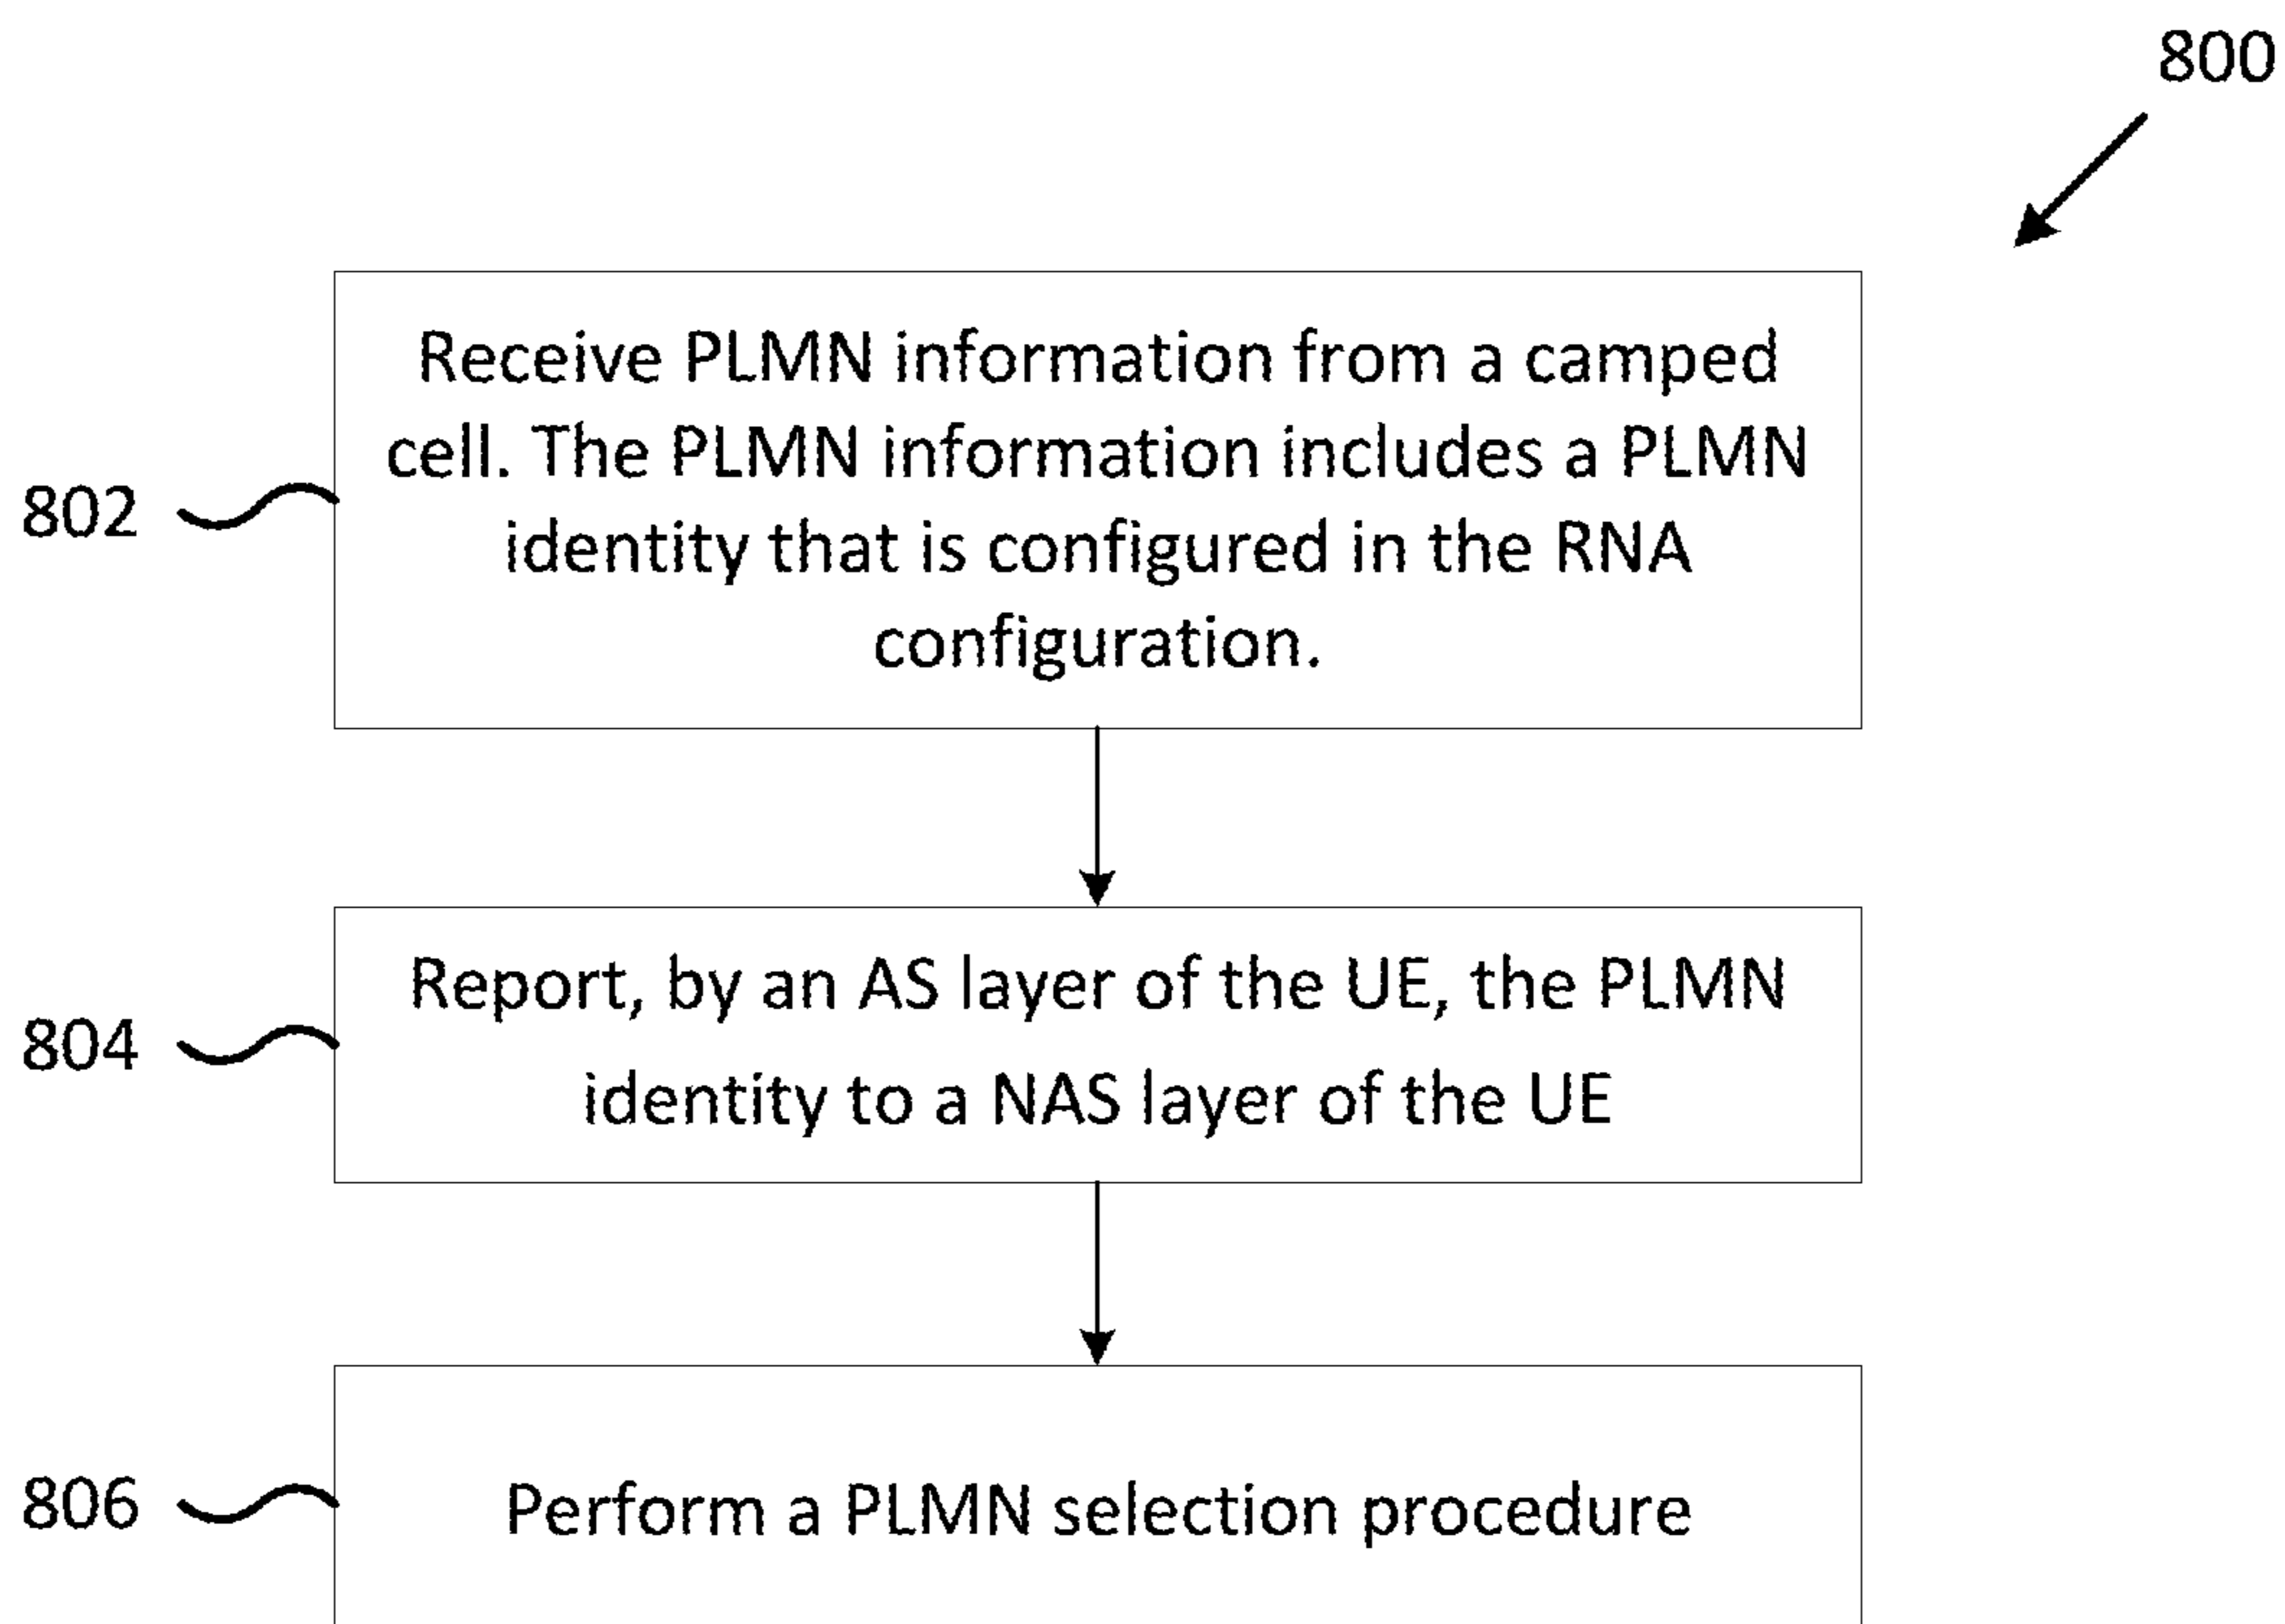 800
Receive PLMN information from a camped
cell. The PLMN information includes a PLMN
identity that is configured in the RNA
configuration.
802
Report, by an AS layer of the UE, the PLMN
identity to a NAS layer of the UE
804
Perform a PLMN selection procedure
806